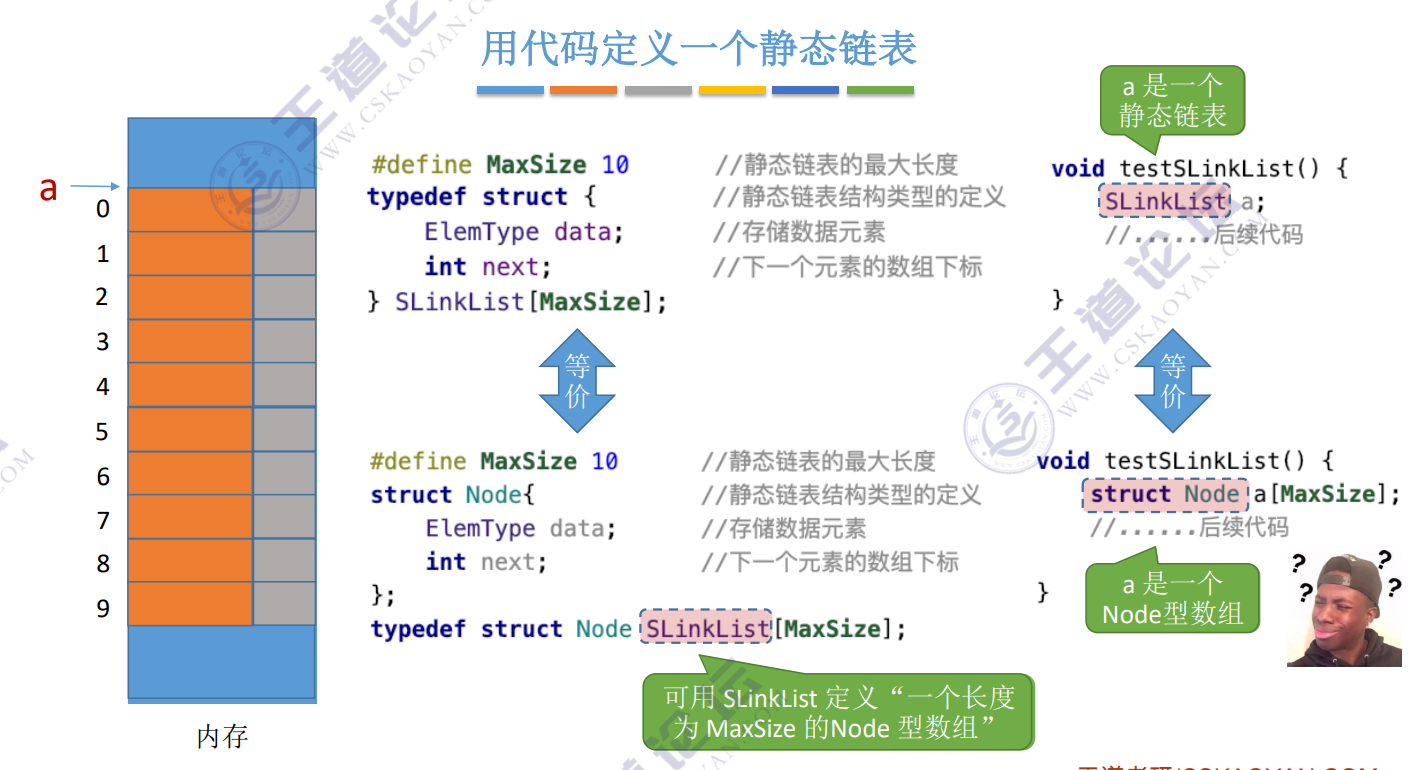 用代码定义一个静态链表
a
0
1
2
3
4
5
6
7
8
9
内存
#define MaxSize 10 //静态链表的最大长度
typedef struct { //静态链表结构类型的定义
ElemType data; //存储数据元素
int next; //下一个元素的数组下标
} SLinkList[MaxSize];
等
价
#define MaxSize 10 //静态链表的最大长度
struct Node{ //静态链表结构类型的定义
ElemType data; //存储数据元素
int next; //下一个元素的数组下标
};
typedef struct Node SLinkList[MaxSize];
可用 SLinkList 定义“一个长度
为 MaxSize 的Node 型数组”
a 是一个
静态链表
void testSLinkList() {
SLinkList a;
//......后续代码
}
等
价
void testSLinkList() {
struct Node a[MaxSize];
//......后续代码
}
a 是一个
Node型数组
? ?
? ?
王道论坛
WWW.CSKAOYAN.COM
王道论坛
WWW.CSKAOYAN.COM